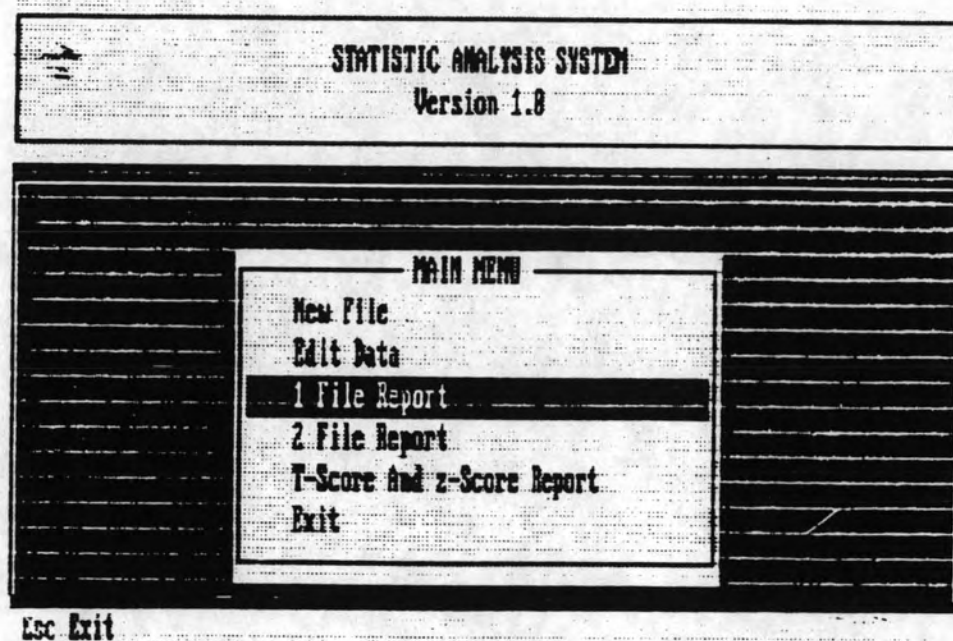 STATISTIC ANALYSIS SYSTEM
Version 1.0
MAIN MENU
New File
Edit Data
1 File Report
2 File Report
T-Score And z-Score Report
Exit
Esc Exit